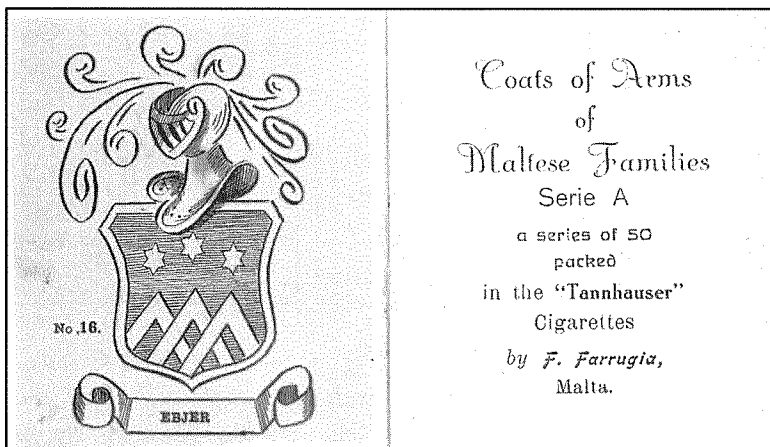 No.16.
EBJER
Coats of Arms
of
Maltese Families
Serie A
a series of 50
packed
in the "Tannhauser"
Cigarettes
by F. Farrugia,
Malta.